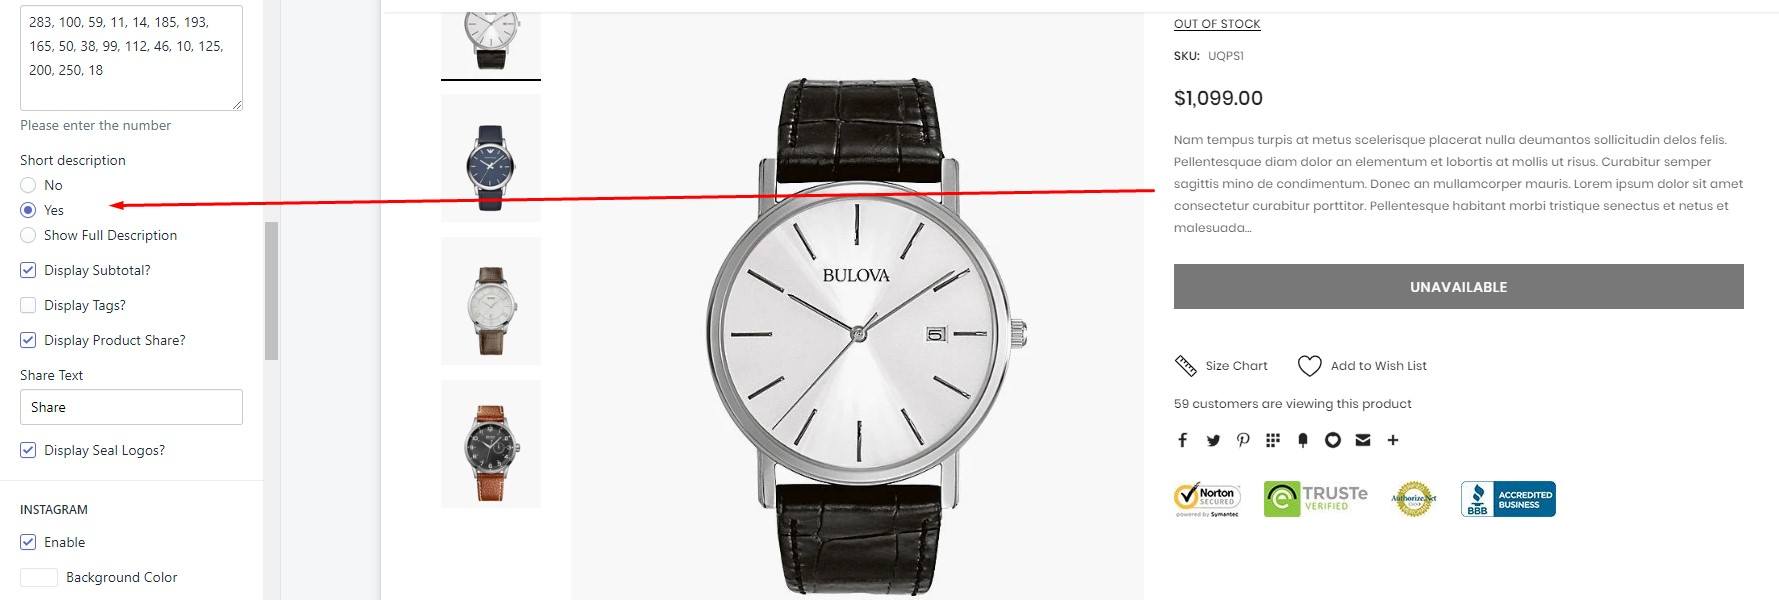 283, 100, 59, 11, 14, 185, 193,
165, 50, 38, 99, 112, 46, 10, 125,
200, 250, 18
Please enter the number
Short description
No
Yes
Show Full Description
Display Subtotal?
Display Tags?
Display Product Share?
Share Text
Share
Display Seal Logos?
INSTAGRAM
Enable
Background Color
BULOVA
5
OUT OF STOCK
SKU: UQPS1
$1,099.00
Nam tempus turpis at metus scelerisque placerat nulla deumantos sollicitudin delos felis.
Pellentesquae diam dolor an elementum et lobortis at mollis ut risus. Curabitur semper
sagittis mino de condimentum. Donec an mullamcorper mauris. Lorem ipsum dolor sit amet
consectetur curabitur porttitor. Pellentesque habitant morbi tristique senectus et netus et
malesuada…
UNAVAILABLE
Size Chart
Add to Wish List
59 customers are viewing this product
Norton
SECURED
powered by Symantec
TRUSTe
VERIFIED
Authorize.Net
BBB
ACCREDITED
BUSINESS